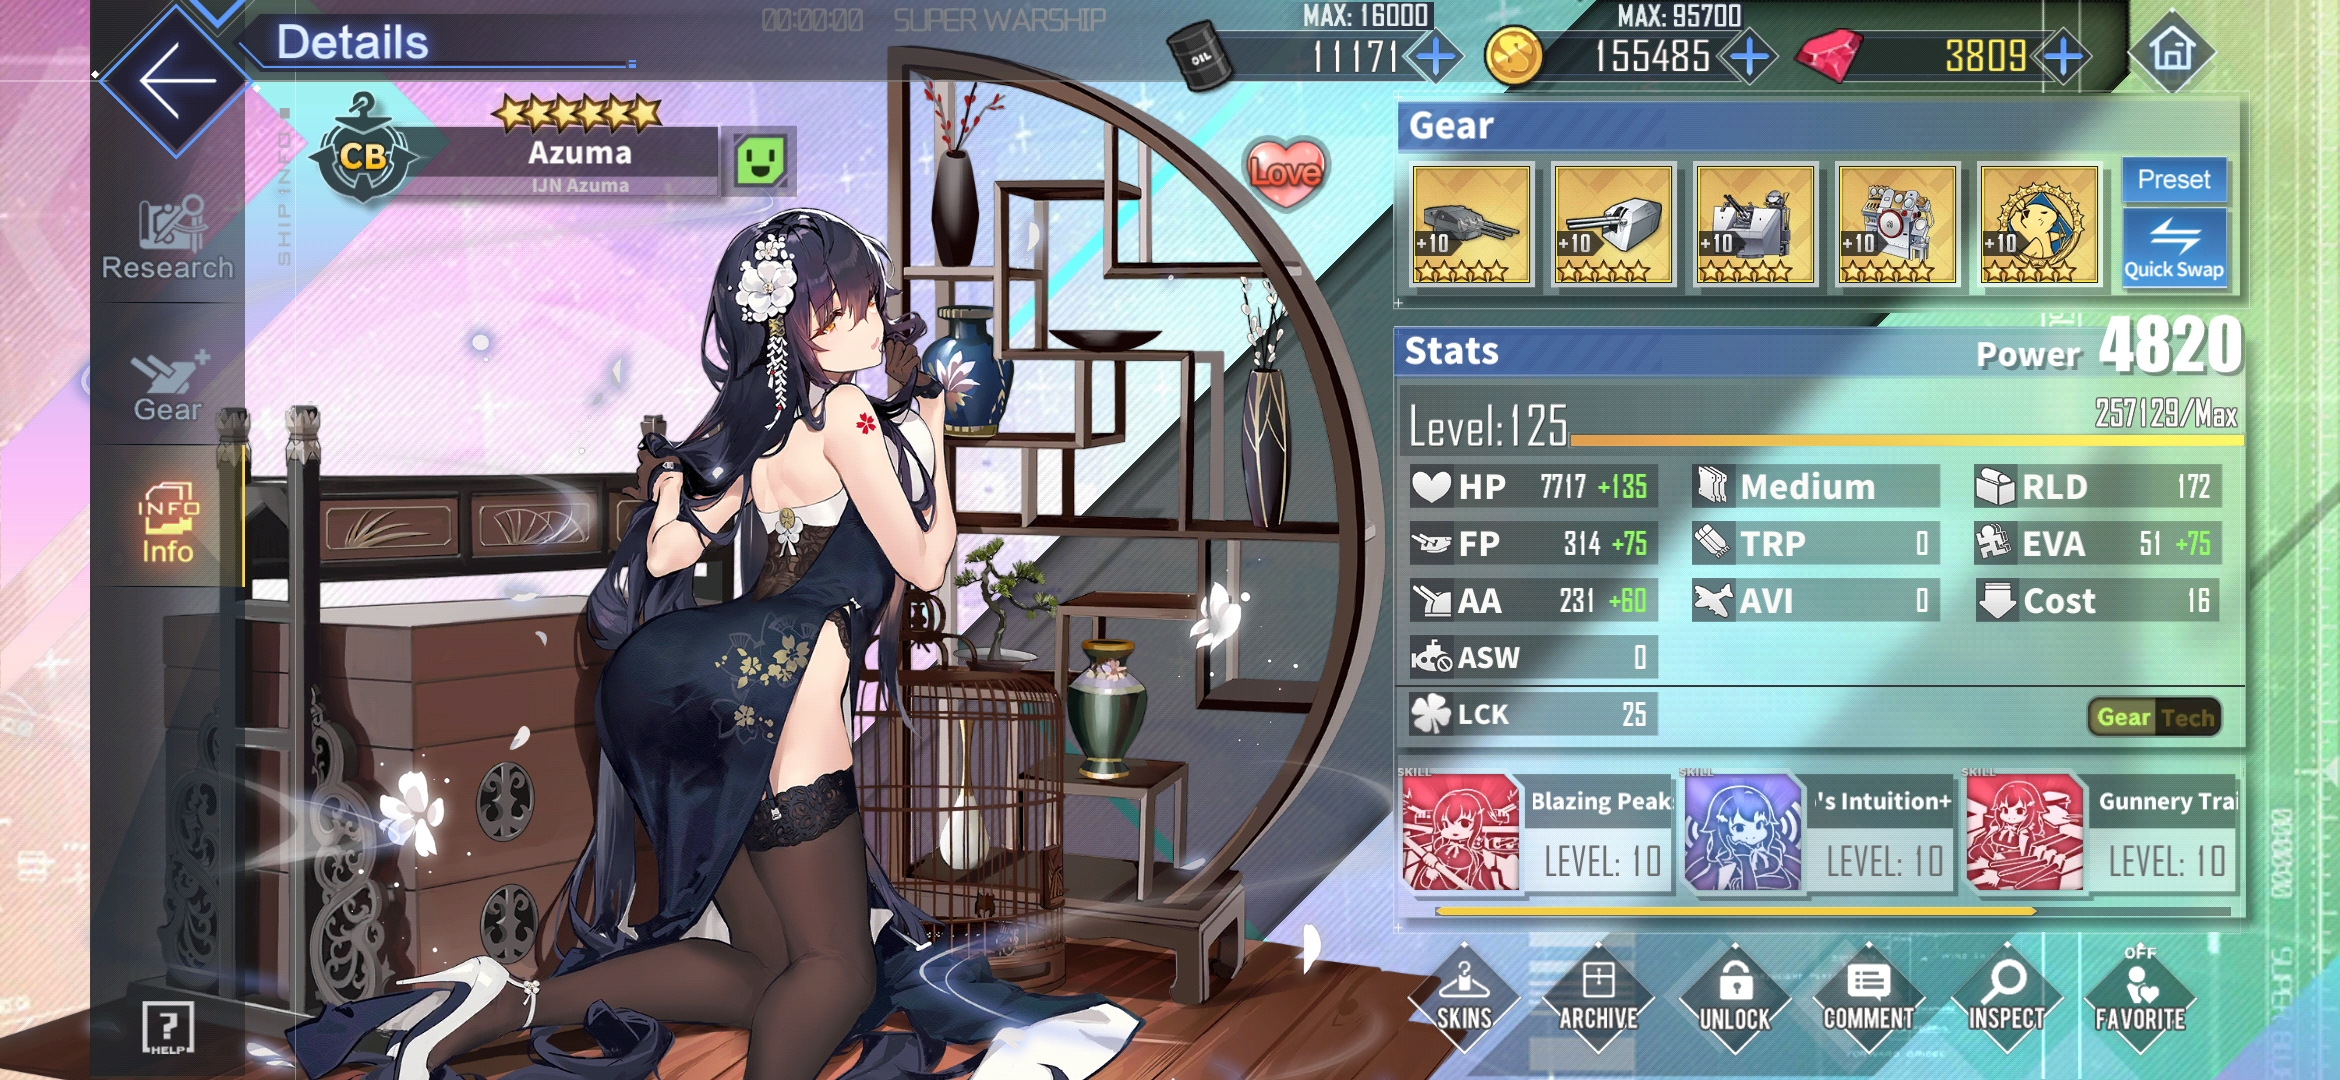 00:00:00 SUPER WARSHIP
Details
OIL
MAX: 16000
11171
MAX: 95700
155485
3809
CB
Azuma
IJN Azuma
SHIP INFO
Love
Research
Gear
INFO
Info
HELP
Gear
+10
+10
+10
+10
+10
Preset
Quick Swap
Stats
Power 4820
Level:125
257129/Max
HP 7717 +135
Medium
RLD 172
FP 314 +75
TRP 0
EVA 51 +75
AA 231 +60
AVI 0
Cost 16
ASW 0
LCK 25
Gear Tech
SKILL
Blazing Peak
LEVEL: 10
SKILL
's Intuition+
LEVEL: 10
SKILL
Gunnery Trai
LEVEL: 10
SKINS
ARCHIVE
UNLOCK
COMMENT
INSPECT
OFF
FAVORITE